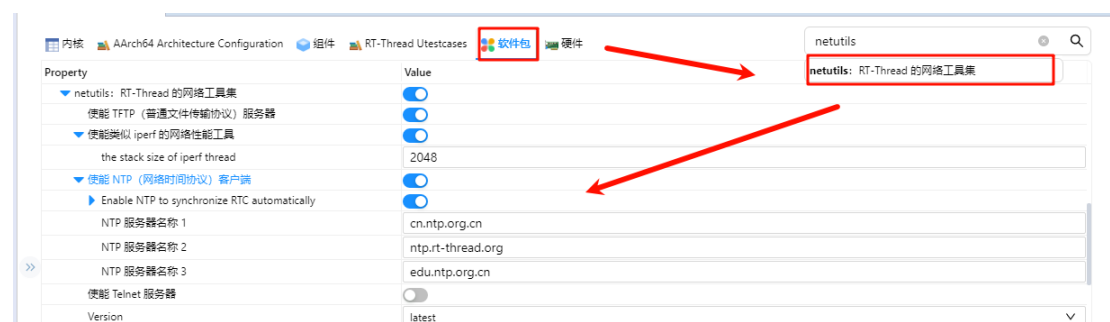 内核 AArch64 Architecture Configuration 组件 RT-Thread Utestcases 软件包 硬件
netutils
netutils：RT-Thread 的网络工具集
Property Value
netutils：RT-Thread 的网络工具集
使能 TFTP（普通文件传输协议）服务器
使能类似 iperf 的网络性能工具
the stack size of iperf thread 2048
使能 NTP（网络时间协议）客户端
Enable NTP to synchronize RTC automatically
NTP 服务器名称 1 cn.ntp.org.cn
NTP 服务器名称 2 ntp.rt-thread.org
NTP 服务器名称 3 edu.ntp.org.cn
使能 Telnet 服务器
Version latest